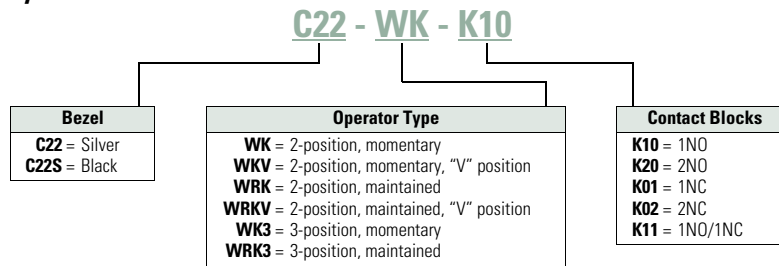 C22 - WK - K10
Bezel
C22 = Silver
C22S = Black
Operator Type
WK = 2-position, momentary
WKV = 2-position, momentary, “V” position
WRK = 2-position, maintained
WRKV = 2-position, maintained, “V” position
WK3 = 3-position, momentary
WRK3 = 3-position, maintained
Contact Blocks
K10 = 1NO
K20 = 2NO
K01 = 1NC
K02 = 2NC
K11 = 1NO/1NC